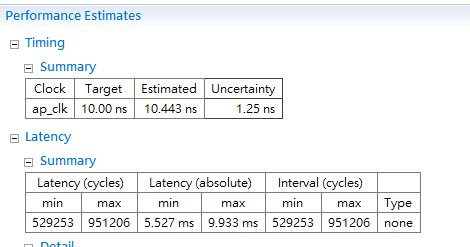 Performance Estimates
Timing
Summary
Clock Target Estimated Uncertainty
ap_clk 10.00 ns 10.443 ns 1.25 ns
Latency
Summary
Latency (cycles) Latency (absolute) Interval (cycles)
min max min max min max Type
529253 951206 5.527 ms 9.933 ms 529253 951206 none
Detail